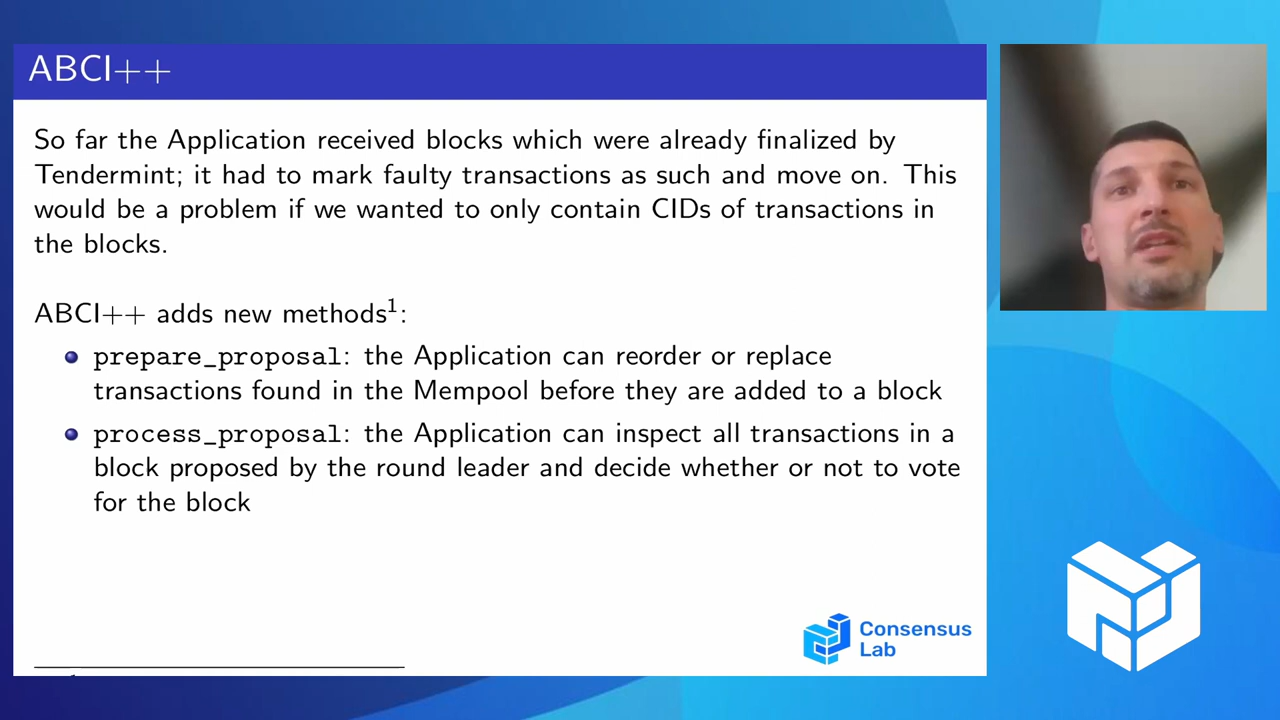 ABCI++
So far the Application received blocks which were already finalized by
Tendermint; it had to mark faulty transactions as such and move on. This
would be a problem if we wanted to only contain CIDs of transactions in
the blocks.
ABCI++ adds new methods¹:
prepare_proposal: the Application can reorder or replace
transactions found in the Mempool before they are added to a block
process_proposal: the Application can inspect all transactions in a
block proposed by the round leader and decide whether or not to vote
for the block
Consensus
Lab